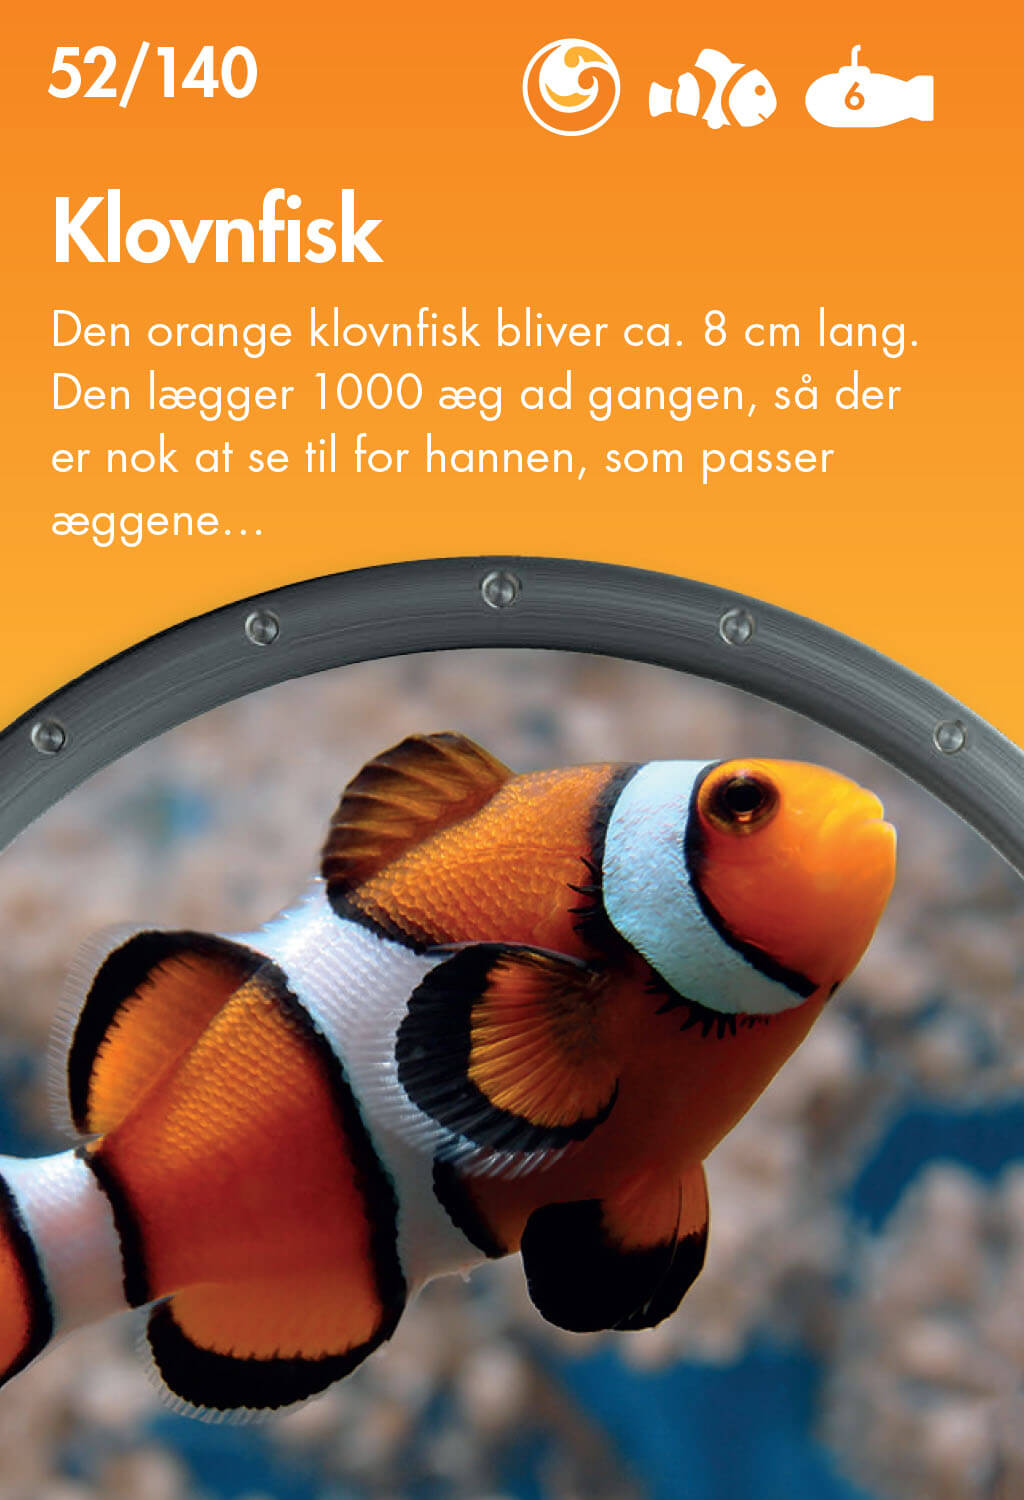 52/140
6
Klovnfisk
Den orange klovnfisk bliver ca. 8 cm lang.
Den lægger 1000 æg ad gangen, så der
er nok at se til for hannen, som passer
æggene...